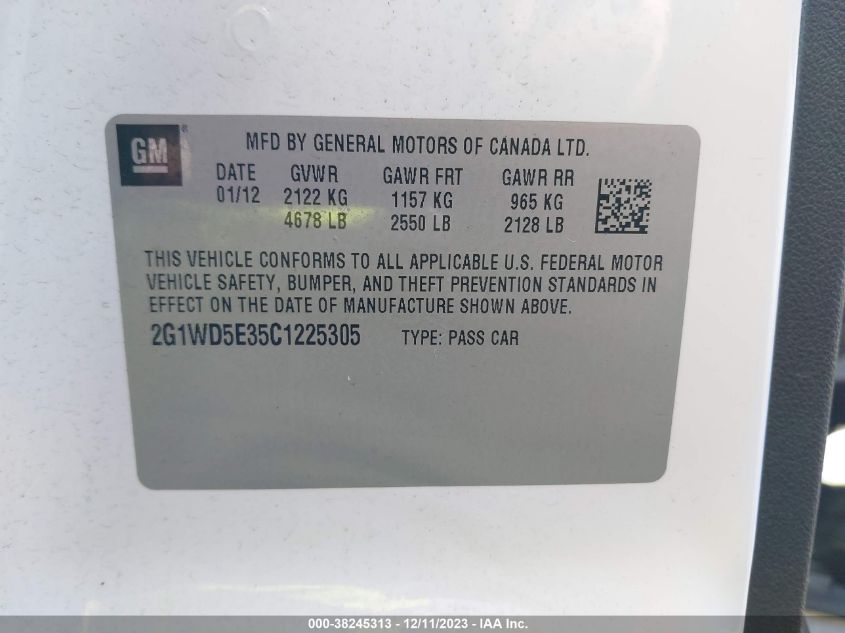 GM ®
MFD BY GENERAL MOTORS OF CANADA LTD.
DATE GVWR GAWR FRT GAWR RR
01/12 2122 KG 1157 KG 965 KG
4678 LB 2550 LB 2128 LB
THIS VEHICLE CONFORMS TO ALL APPLICABLE U.S. FEDERAL MOTOR
VEHICLE SAFETY, BUMPER, AND THEFT PREVENTION STANDARDS IN
EFFECT ON THE DATE OF MANUFACTURE SHOWN ABOVE.
2G1WD5E35C1225305 TYPE: PASS CAR
000-38245313 - 12/11/2023 - IAA Inc.